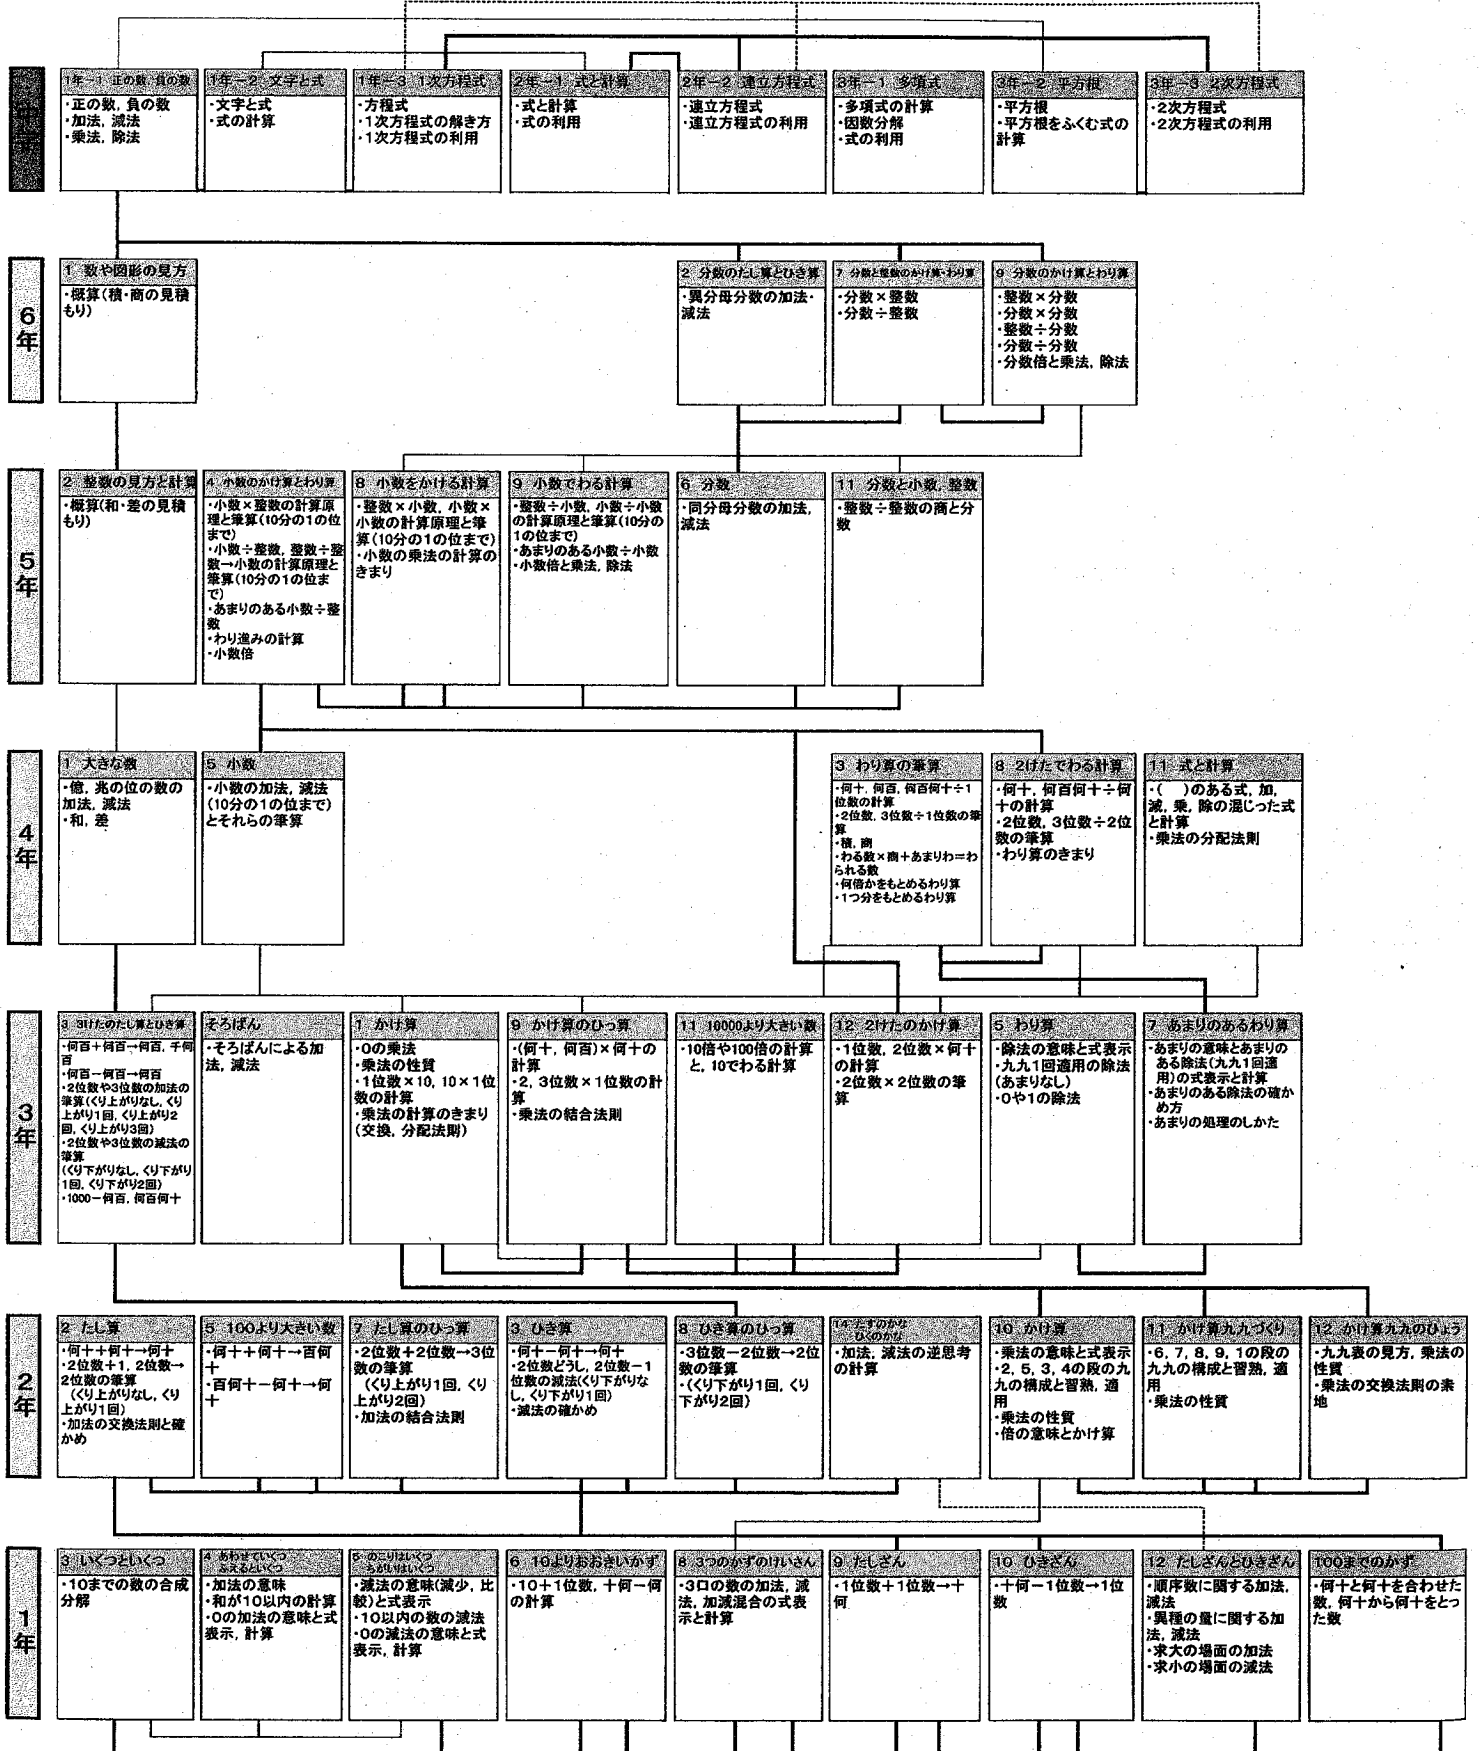 1年－1 正の数, 負の数
・正の数, 負の数
・加法, 減法
・乗法, 除法
1年－2 文字と式
・文字と式
・式の計算
1年－3 1次方程式
・方程式
・1次方程式の解き方
・1次方程式の利用
2年－1 式と計算
・式と計算
・式の利用
2年－2 連立方程式
・連立方程式
・連立方程式の利用
3年－1 多項式
・多項式の計算
・因数分解
・式の利用
3年－2 平方根
・平方根
・平方根をふくむ式の
計算
3年－3 2次方程式
・2次方程式
・2次方程式の利用
6年
1 数や図形の見方
・概算(積・商の見積
もり)
2 分数のたし算とひき算
・異分母分数の加法・
減法
7 分数と整数のかけ算・わり算
・分数×整数
・分数÷整数
9 分数のかけ算とわり算
・整数×分数
・分数×分数
・整数÷分数
・分数÷分数
・分数倍と乗法, 除法
5年
2 整数の見方と計算
・概算(和・差の見積
もり)
4 小数のかけ算とわり算
・小数×整数の計算原
理と筆算(10分の1の位
まで)
・小数÷整数, 整数÷整
数→小数の計算原理と
筆算(10分の1の位ま
で)
・あまりのある小数÷整
数
・わり進みの計算
・小数倍
8 小数をかける計算
・整数×小数, 小数×
小数の計算原理と筆
算(10分の1の位まで)
・小数の乗法の計算の
きまり
9 小数でわる計算
・整数÷小数, 小数÷小数
の計算原理と筆算(10分の
1の位まで)
・あまりのある小数÷小数
・小数倍と乗法, 除法
6 分数
・同分母分数の加法,
減法
11 分数と小数, 整数
・整数÷整数の商と分
数
4年
1 大きな数
・億, 兆の位の数の
加法, 減法
・和, 差
5 小数
・小数の加法, 減法
(10分の1の位まで)
とそれらの筆算
3 わり算の筆算
・何十, 何百, 何百何十÷1
位数の計算
・2位数, 3位数÷1位数の筆
算
・積, 商
・わる数×商＋あまりわ＝わ
られる数
・何倍かをもとめるわり算
・1つ分をもとめるわり算
8 2けたでわる計算
・何十, 何百何十÷何
十の計算
・2位数, 3位数÷2位
数の筆算
・わり算のきまり
11 式と計算
・(　)のある式, 加,
減, 乗, 除の混じった式
と計算
・乗法の分配法則
3年
3 3けたのたし算とひき算
・何百＋何百→何百, 千何
百
・何百－何百→何百
・2位数や3位数の加法の
筆算(くり上がりなし, くり
上がり1回, くり上がり2
回, くり上がり3回)
・2位数や3位数の減法の
筆算
(くり下がりなし, くり下がり
1回, くり下がり2回)
・1000－何百, 何百何十
そろばん
・そろばんによる加
法, 減法
1 かけ算
・0の乗法
・乗法の性質
・1位数×10, 10×1位
数の計算
・乗法の計算のきまり
(交換, 分配法則)
9 かけ算のひっ算
・(何十, 何百)×何十の
計算
・2, 3位数×1位数の計
算
・乗法の結合法則
11 10000より大きい数
・10倍や100倍の計算
と, 10でわる計算
12 2けたのかけ算
・1位数, 2位数×何十
の計算
・2位数×2位数の筆
算
5 わり算
・除法の意味と式表示
・九九1回適用の除法
(あまりなし)
・0や1の除法
7 あまりのあるわり算
・あまりの意味とあまりの
ある除法(九九1回適
用)の式表示と計算
・あまりのある除法の確か
め方
・あまりの処理のしかた
2年
2 たし算
・何十＋何十→何十
・2位数＋1, 2位数→
2位数の筆算
(くり上がりなし, くり
上がり1回)
・加法の交換法則と確
かめ
5 100より大きい数
・何十＋何十→百何
十
・百何十－何十→何
十
7 たし算のひっ算
・2位数＋2位数→3位
数の筆算
(くり上がり1回, くり
上がり2回)
・加法の結合法則
3 ひき算
・何十－何十→何十
・2位数どうし, 2位数－1
位数の減法(くり下がりな
し, くり下がり1回)
・減法の確かめ
8 ひき算のひっ算
・3位数－2位数→2位
数の筆算
・(くり下がり1回, くり
下がり2回)
14 たすのかな
ひくのかな
・加法, 減法の逆思考
の計算
10 かけ算
・乗法の意味と式表示
・2, 5, 3, 4の段の九
九の構成と習熟, 適
用
・乗法の性質
・倍の意味とかけ算
11 かけ算九九づくり
・6, 7, 8, 9, 1の段の
九九の構成と習熟, 適
用
・乗法の性質
12 かけ算九九のひょう
・九九表の見方, 乗法の
性質
・乗法の交換法則の素
地
1年
3 いくつといくつ
・10までの数の合成
分解
4 あわせていくつ
ふえるといくつ
・加法の意味
・和が10以内の計算
・0の加法の意味と式
表示, 計算
5 のこりはいくつ
ちがいはいくつ
・減法の意味(減少, 比
較)と式表示
・10以内の数の減法
・0の減法の意味と式
表示, 計算
6 10よりおおきいかず
・10＋1位数, 十何－何
の計算
8 3つのかずのけいさん
・3口の数の加法, 減
法, 加減混合の式表
示と計算
9 たしざん
・1位数＋1位数→十
何
10 ひきざん
・十何－1位数→1位
数
12 たしざんとひきざん
・順序数に関する加法,
減法
・異種の量に関する加
法, 減法
・求大の場面の加法
・求小の場面の減法
100までのかず
・何十と何十を合わせた
数, 何十から何十をとっ
た数